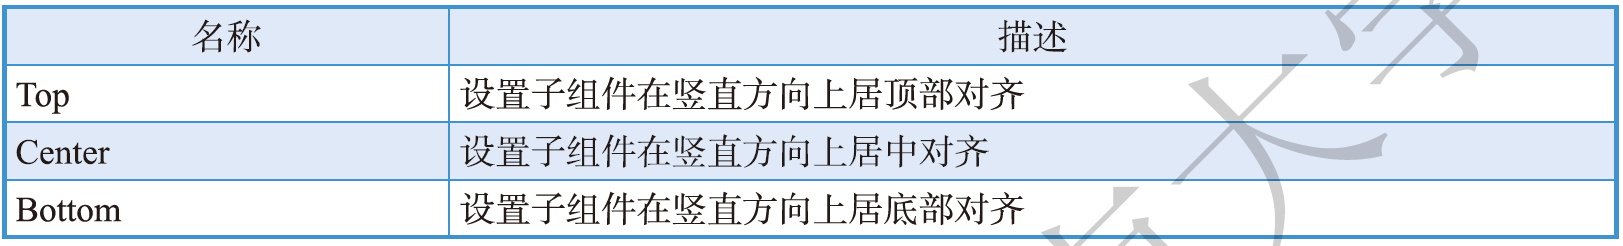 名称 描述
Top 设置子组件在竖直方向上居顶部对齐
Center 设置子组件在竖直方向上居中对齐
Bottom 设置子组件在竖直方向上居底部对齐